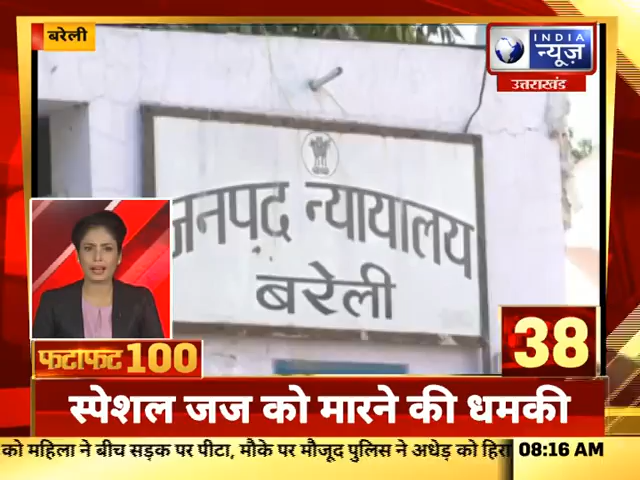 बरेली
INDIA
न्यूज़
उत्तराखंड
जनपद न्यायालय
बरेली
38
फटाफट 100
स्पेशल जज को मारने की धमकी
को महिला ने बीच सड़क पर पीटा, मौके पर मौजूद पुलिस ने अधेड़ को हिरा
08:16 AM